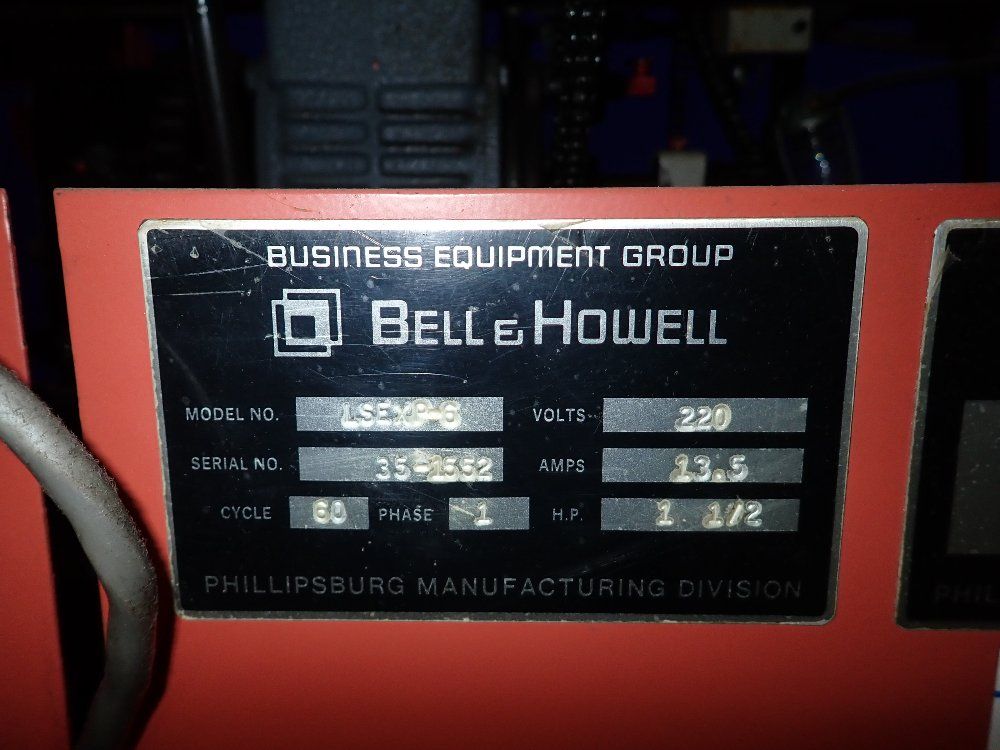 BUSINESS EQUIPMENT GROUP
BELL & HOWELL
MODEL NO. LSEXP-6 VOLTS 220
SERIAL NO. 35-1552 AMPS 13.5
CYCLE 60 PHASE 1 H.P. 1 1/2
PHILLIPSBURG MANUFACTURING DIVISION